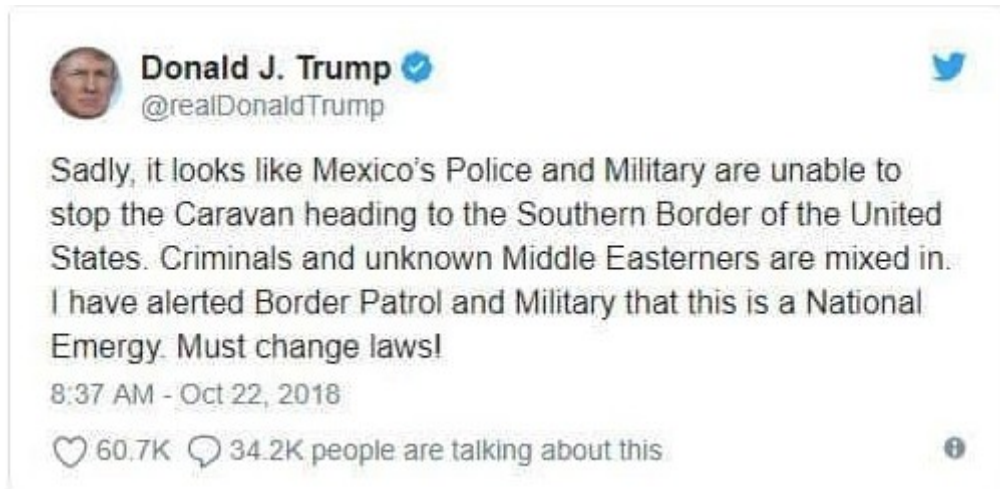 Donald J. Trump
@realDonaldTrump
Sadly, it looks like Mexico's Police and Military are unable to
stop the Caravan heading to the Southern Border of the United
States. Criminals and unknown Middle Easterners are mixed in.
I have alerted Border Patrol and Military that this is a National
Emergy. Must change laws!
8:37 AM - Oct 22, 2018
60.7K 34.2K people are talking about this